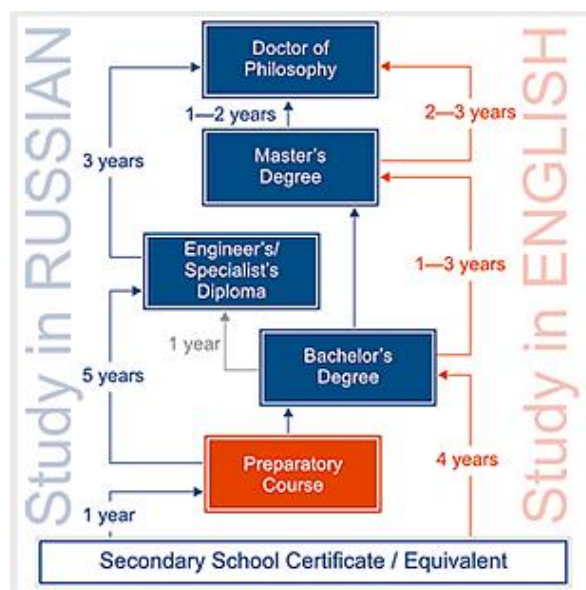 Study in RUSSIAN
Study in ENGLISH
Doctor of
Philosophy
1—2 years
2—3 years
3 years
Master's
Degree
Engineer's/
Specialist's
Diploma
1—3 years
1 year
Bachelor's
Degree
5 years
Preparatory
Course
4 years
1 year
Secondary School Certificate / Equivalent